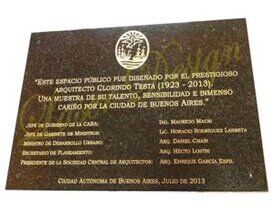 "ESTE ESPACIO PÚBLICO FUE DISEÑADO POR EL PRESTIGIOSO
ARQUITECTO CLORINDO TESTA (1923 - 2013)
UNA MUESTRA DE SU TALENTO, SENSIBILIDAD E INMENSO
CARIÑO POR LA CIUDAD DE BUENOS AIRES."
JEFE DE GOBIERNO DE LA CABA: ING. MAURICIO MACRI
JEFE DE GABINETE DE MINISTROS: LIC. HORACIO RODRÍGUEZ LARRETA
MINISTRO DE DESARROLLO URBANO: ARQ. DANIEL CHAIN
SECRETARIO DE PLANEAMIENTO: ARQ. HÉCTOR LOSTRI
PRESIDENTE DE LA SOCIEDAD CENTRAL DE ARQUITECTOS: ARQ. ENRIQUE GARCÍA ESPIL
CIUDAD AUTÓNOMA DE BUENOS AIRES, JULIO DE 2013
Design